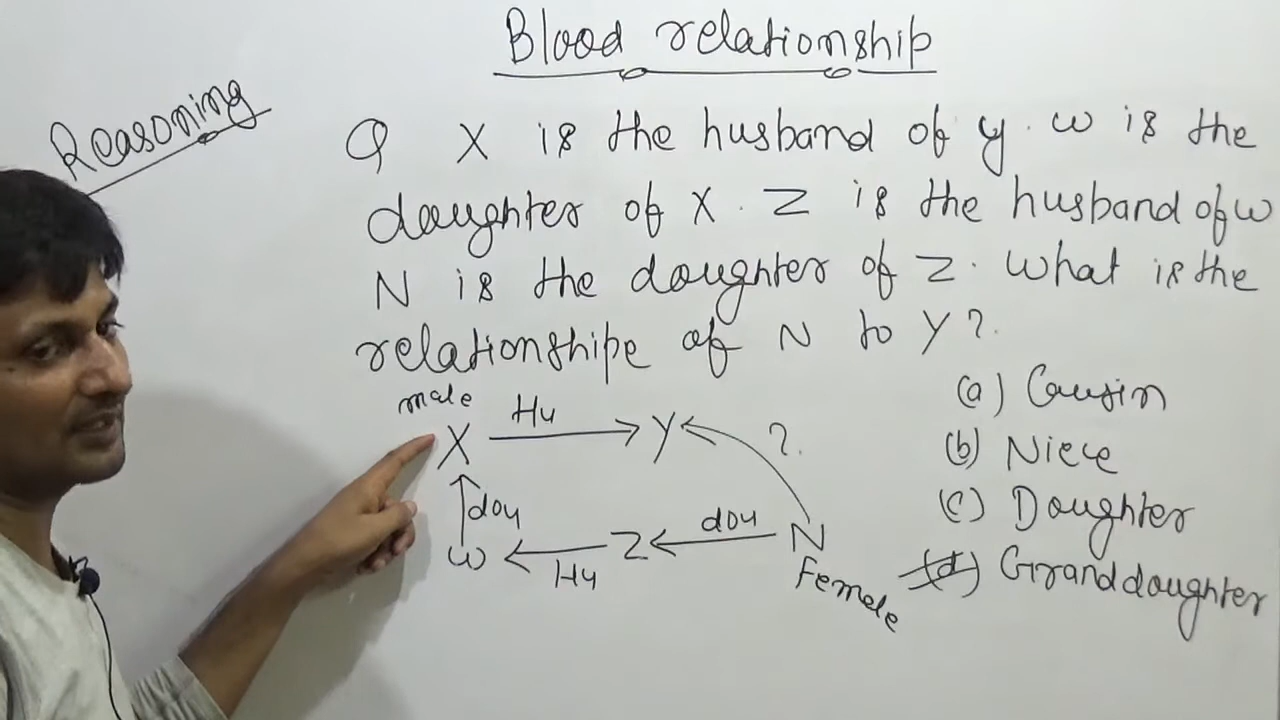 Blood relationship
Reasoning
Q X is the husband of y. W is the
daughter of X. Z is the husband of W
N is the daughter of Z. What is the
relationshipe of N to Y?
male
X Hu Y ?
dau
W Hu Z dau N
Female
(a) Causin
(b) Niece
(c) Daughter
(d) Granddaughter